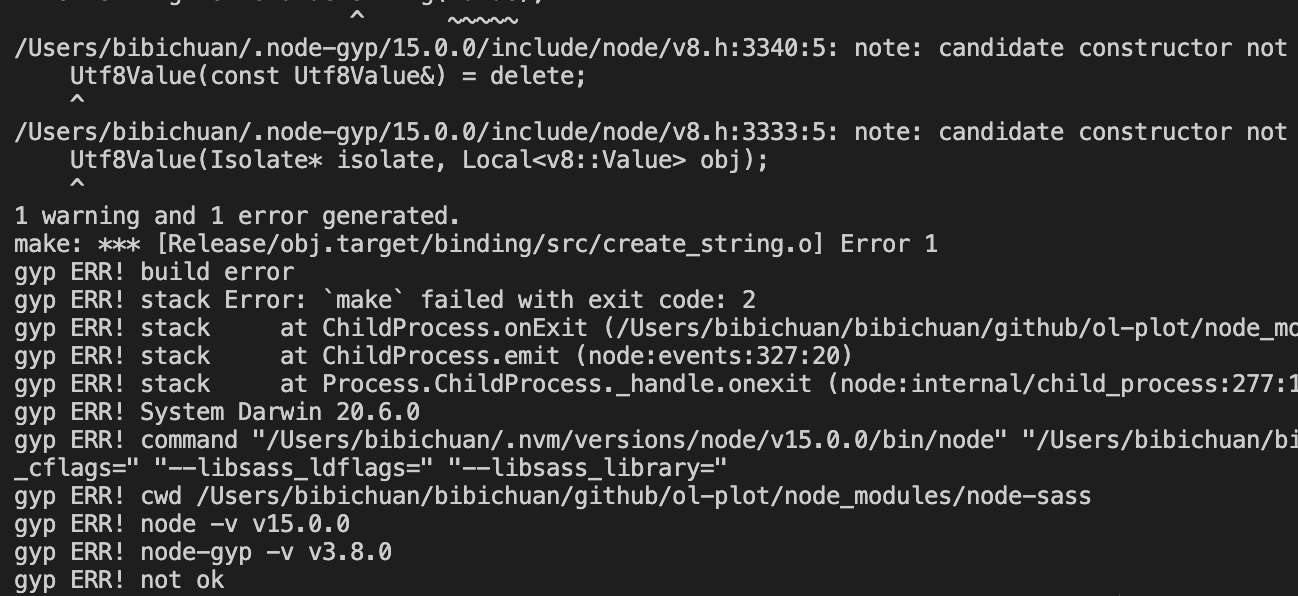 /Users/bibichuan/.node-gyp/15.0.0/include/node/v8.h:3340:5: note: candidate constructor not
Utf8Value(const Utf8Value&) = delete;
^
/Users/bibichuan/.node-gyp/15.0.0/include/node/v8.h:3333:5: note: candidate constructor not
Utf8Value(Isolate* isolate, Local<v8::Value> obj);
^
1 warning and 1 error generated.
make: *** [Release/obj.target/binding/src/create_string.o] Error 1
gyp ERR! build error
gyp ERR! stack Error: `make` failed with exit code: 2
gyp ERR! stack     at ChildProcess.onExit (/Users/bibichuan/bibichuan/github/ol-plot/node_mo
gyp ERR! stack     at ChildProcess.emit (node:events:327:20)
gyp ERR! stack     at Process.ChildProcess._handle.onexit (node:internal/child_process:277:1
gyp ERR! System Darwin 20.6.0
gyp ERR! command "/Users/bibichuan/.nvm/versions/node/v15.0.0/bin/node" "/Users/bibichuan/bi
_cflags=" "--libsass_ldflags=" "--libsass_library="
gyp ERR! cwd /Users/bibichuan/bibichuan/github/ol-plot/node_modules/node-sass
gyp ERR! node -v v15.0.0
gyp ERR! node-gyp -v v3.8.0
gyp ERR! not ok